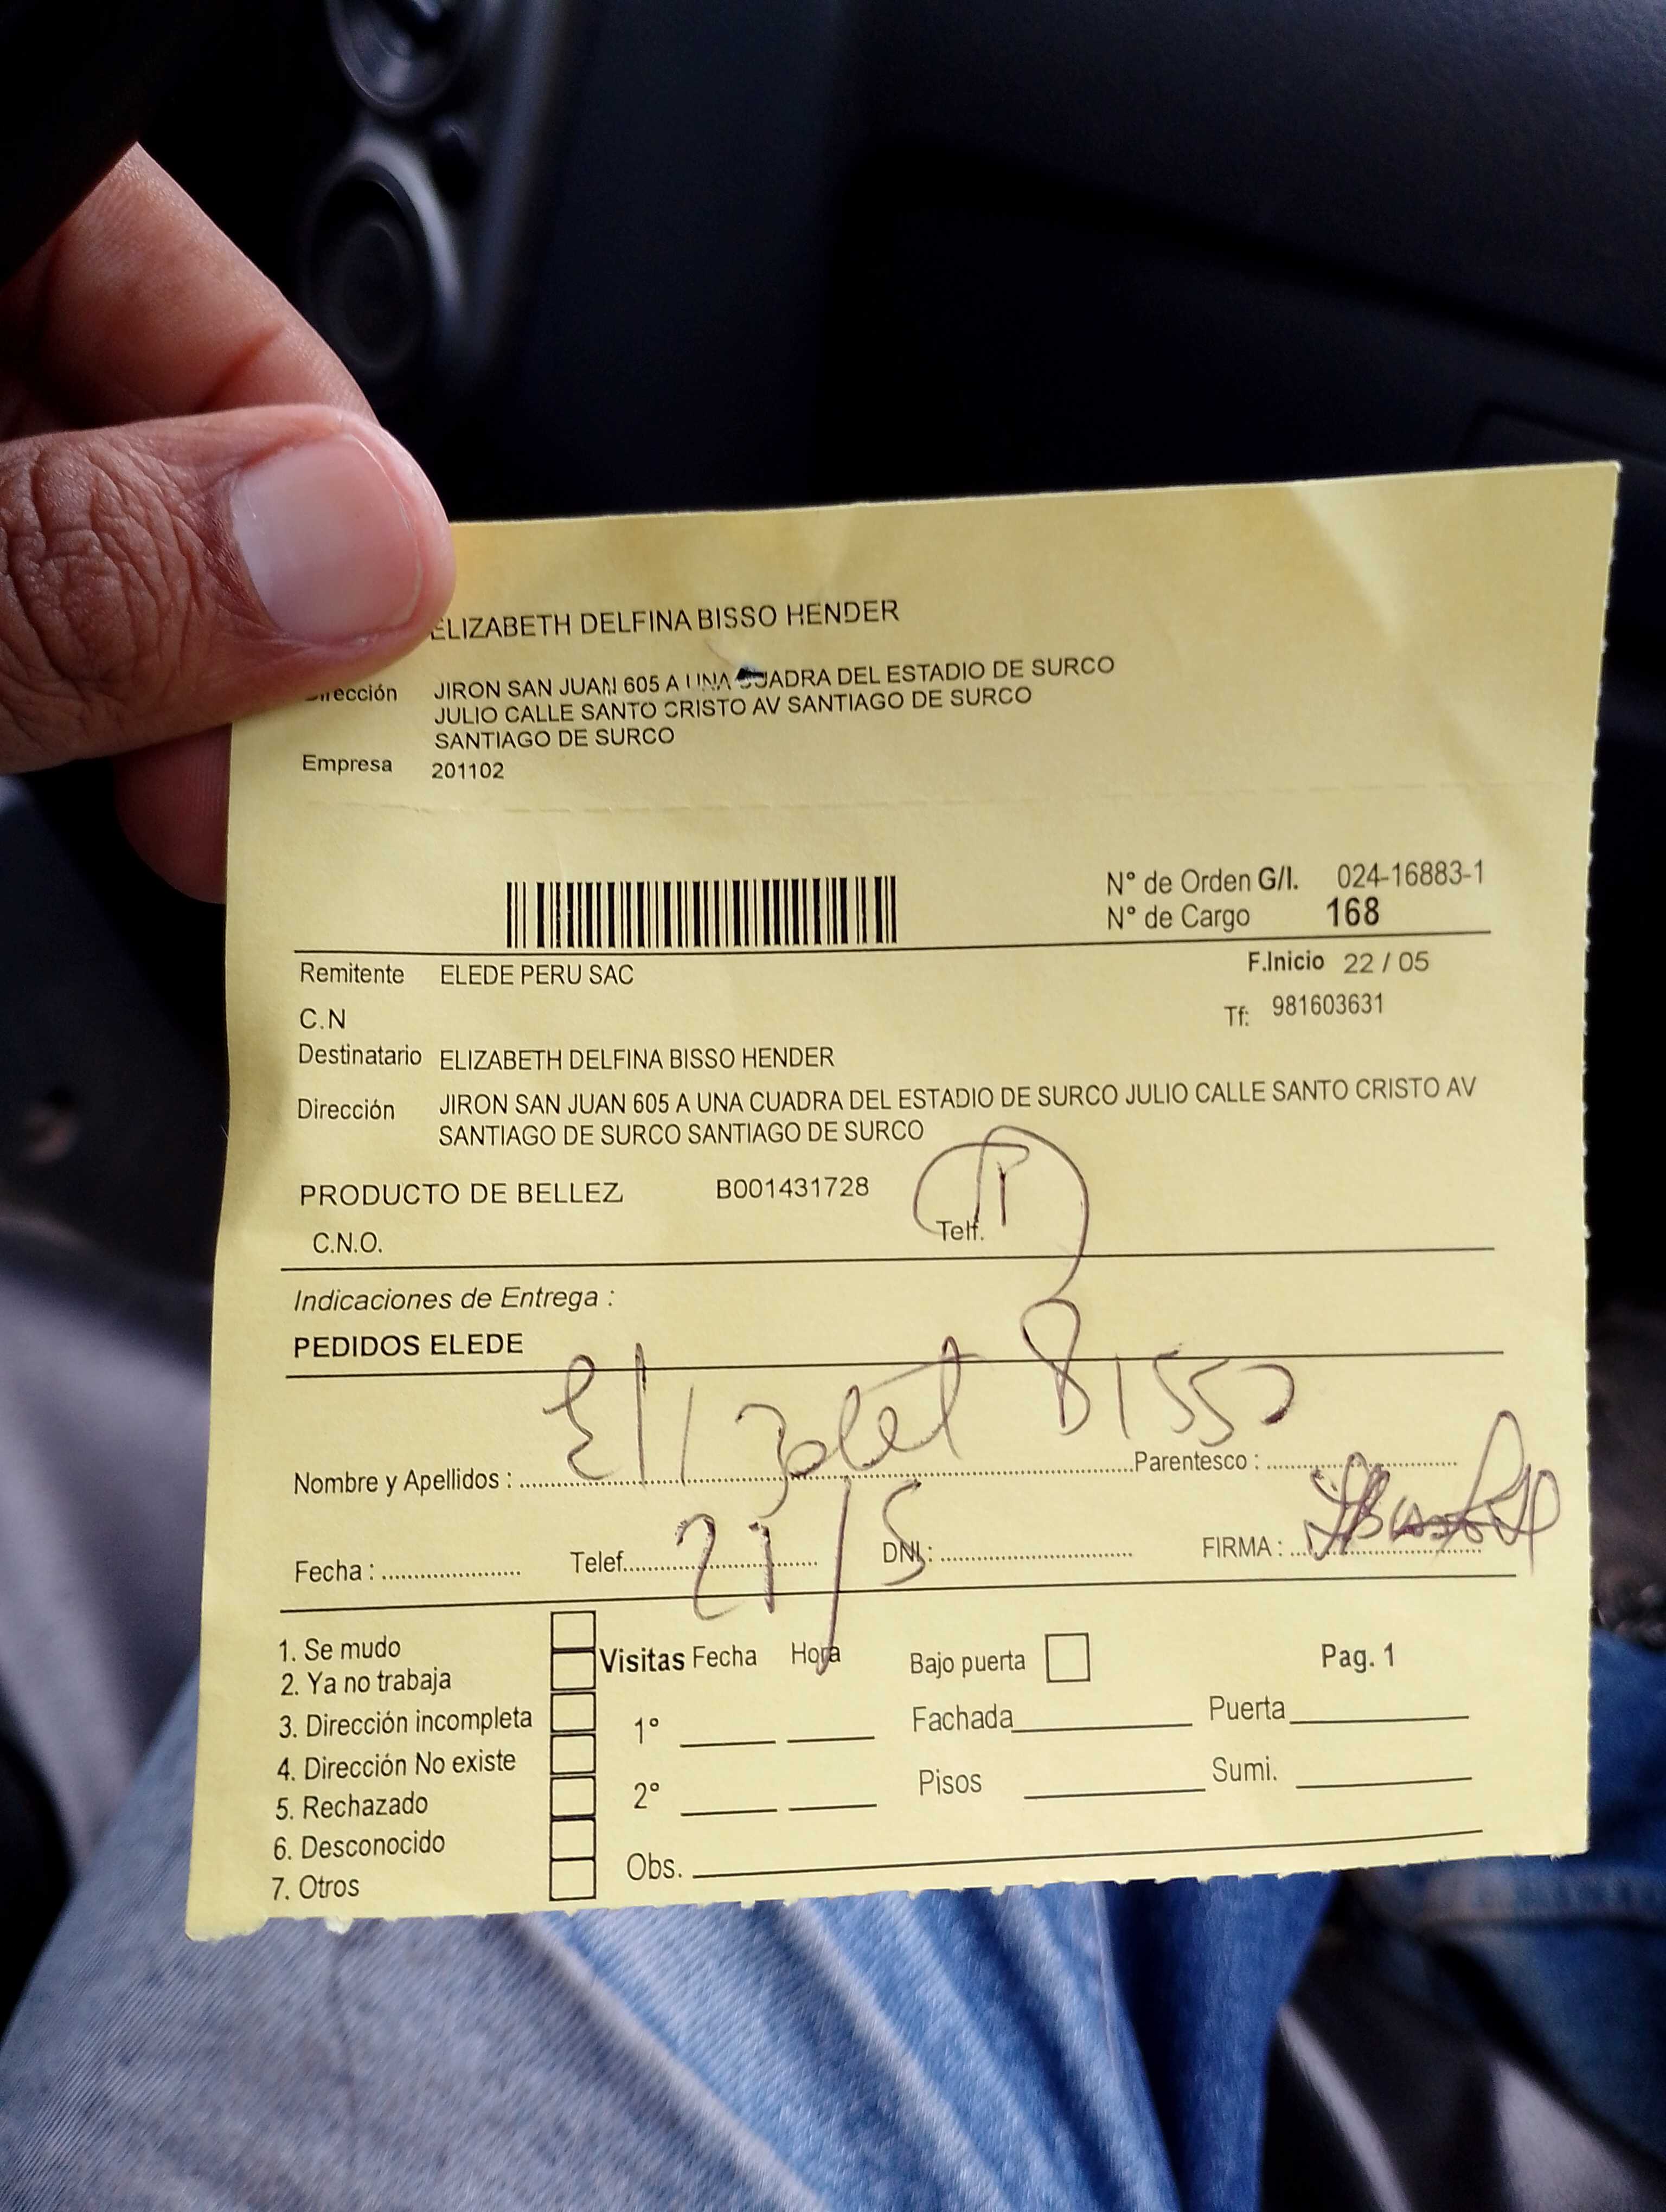 ELIZABETH DELFINA BISSO HENDER
Dirección JIRON SAN JUAN 605 A UNA CUADRA DEL ESTADIO DE SURCO
JULIO CALLE SANTO CRISTO AV SANTIAGO DE SURCO
SANTIAGO DE SURCO
Empresa 201102
N° de Orden G/I. 024-16883-1
N° de Cargo 168
F.Inicio 22 / 05
Remitente ELEDE PERU SAC
Tf: 981603631
C.N
Destinatario ELIZABETH DELFINA BISSO HENDER
Dirección JIRON SAN JUAN 605 A UNA CUADRA DEL ESTADIO DE SURCO JULIO CALLE SANTO CRISTO AV
SANTIAGO DE SURCO SANTIAGO DE SURCO
PRODUCTO DE BELLEZ B001431728
C.N.O. Telf.
Indicaciones de Entrega :
PEDIDOS ELEDE
Elizabet Bisso
Nombre y Apellidos : Parentesco :
Fecha : Telef. DNI : FIRMA :
1. Se mudo
2. Ya no trabaja
3. Dirección incompleta
4. Dirección No existe
5. Rechazado
6. Desconocido
7. Otros
Visitas Fecha Hora Bajo puerta Pag. 1
1° Fachada Puerta
2° Pisos Sumi.
Obs.